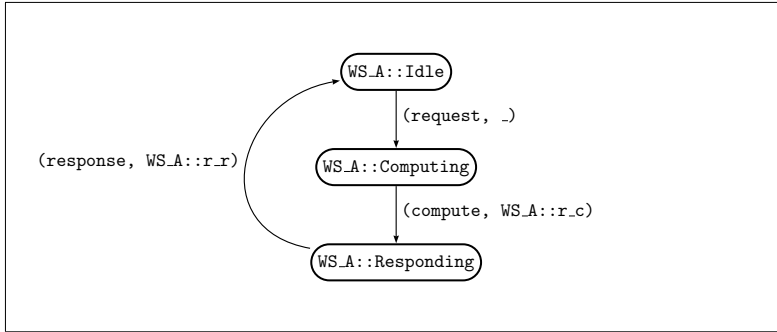 WS_A::Idle
(request, _)
(response, WS_A::r_r)
WS_A::Computing
(compute, WS_A::r_c)
WS_A::Responding